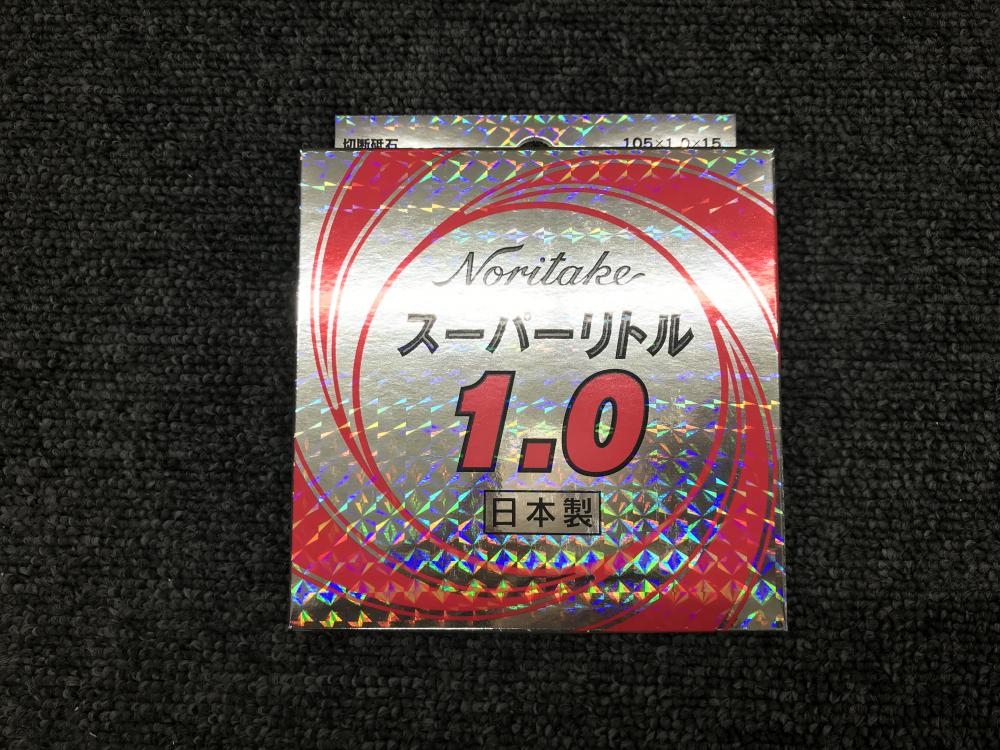 切断砥石 105×1.0×15
Noritake
スーパーリトル
1.0
日本製